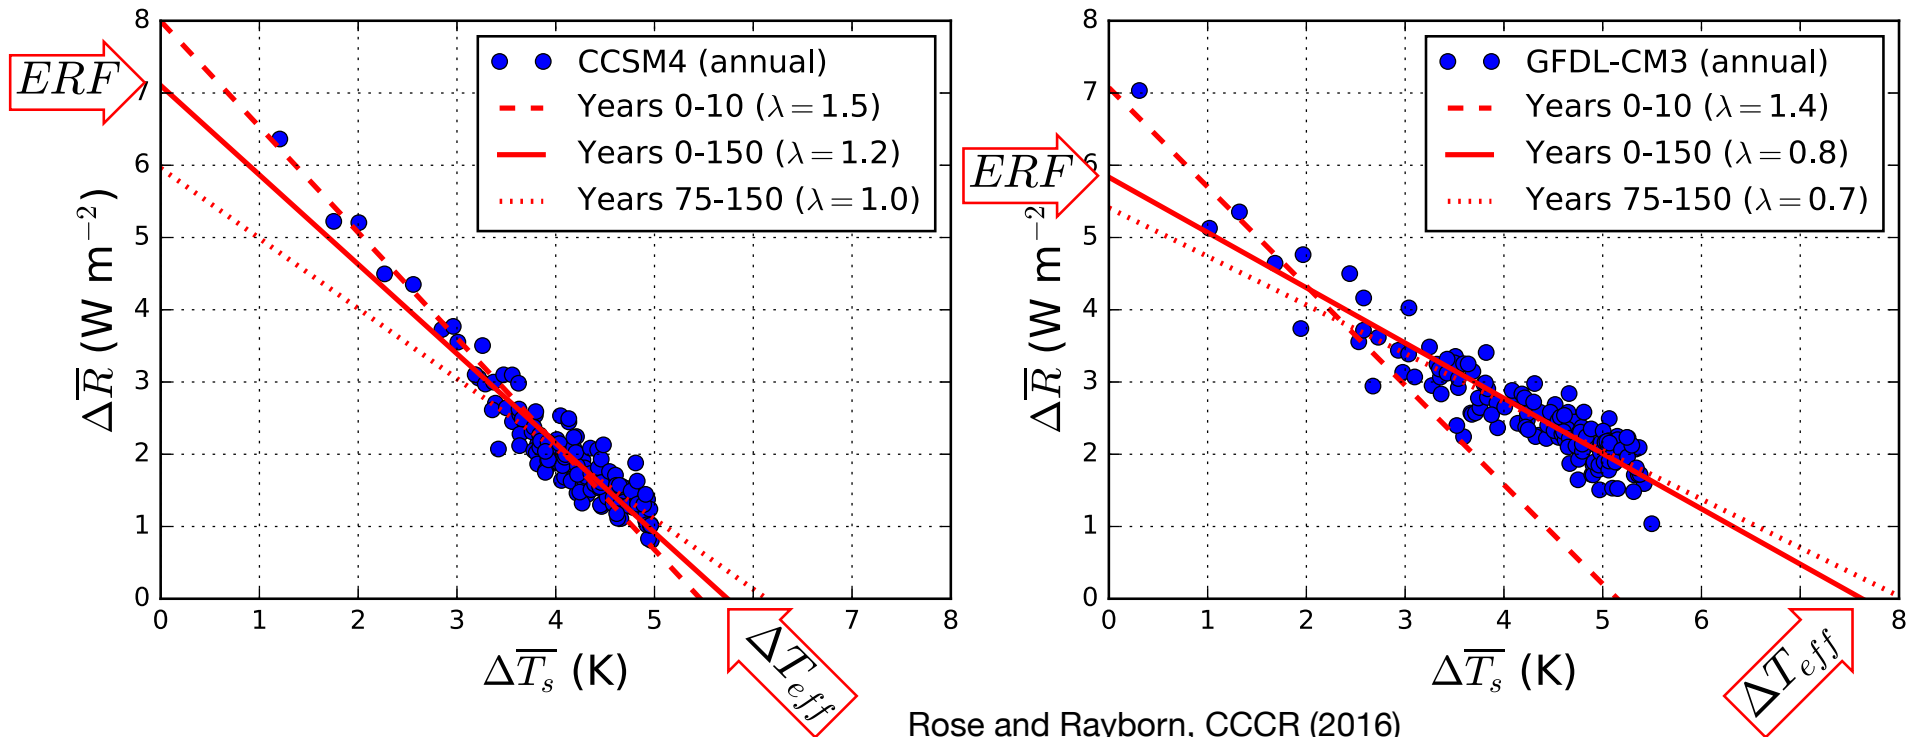 8
7
6
5
4
3
2
1
0
0 1 2 3 4 5 6 7 8
ΔR̅ (W m⁻²)
ΔT̅ₛ (K)
ERF
ΔT_eff
CCSM4 (annual)
Years 0-10 (λ = 1.5)
Years 0-150 (λ = 1.2)
Years 75-150 (λ = 1.0)
8
7
6
5
4
3
2
1
0
0 1 2 3 4 5 6 7 8
ΔR̅ (W m⁻²)
ΔT̅ₛ (K)
ERF
ΔT_eff
GFDL-CM3 (annual)
Years 0-10 (λ = 1.4)
Years 0-150 (λ = 0.8)
Years 75-150 (λ = 0.7)
Rose and Rayborn, CCCR (2016)